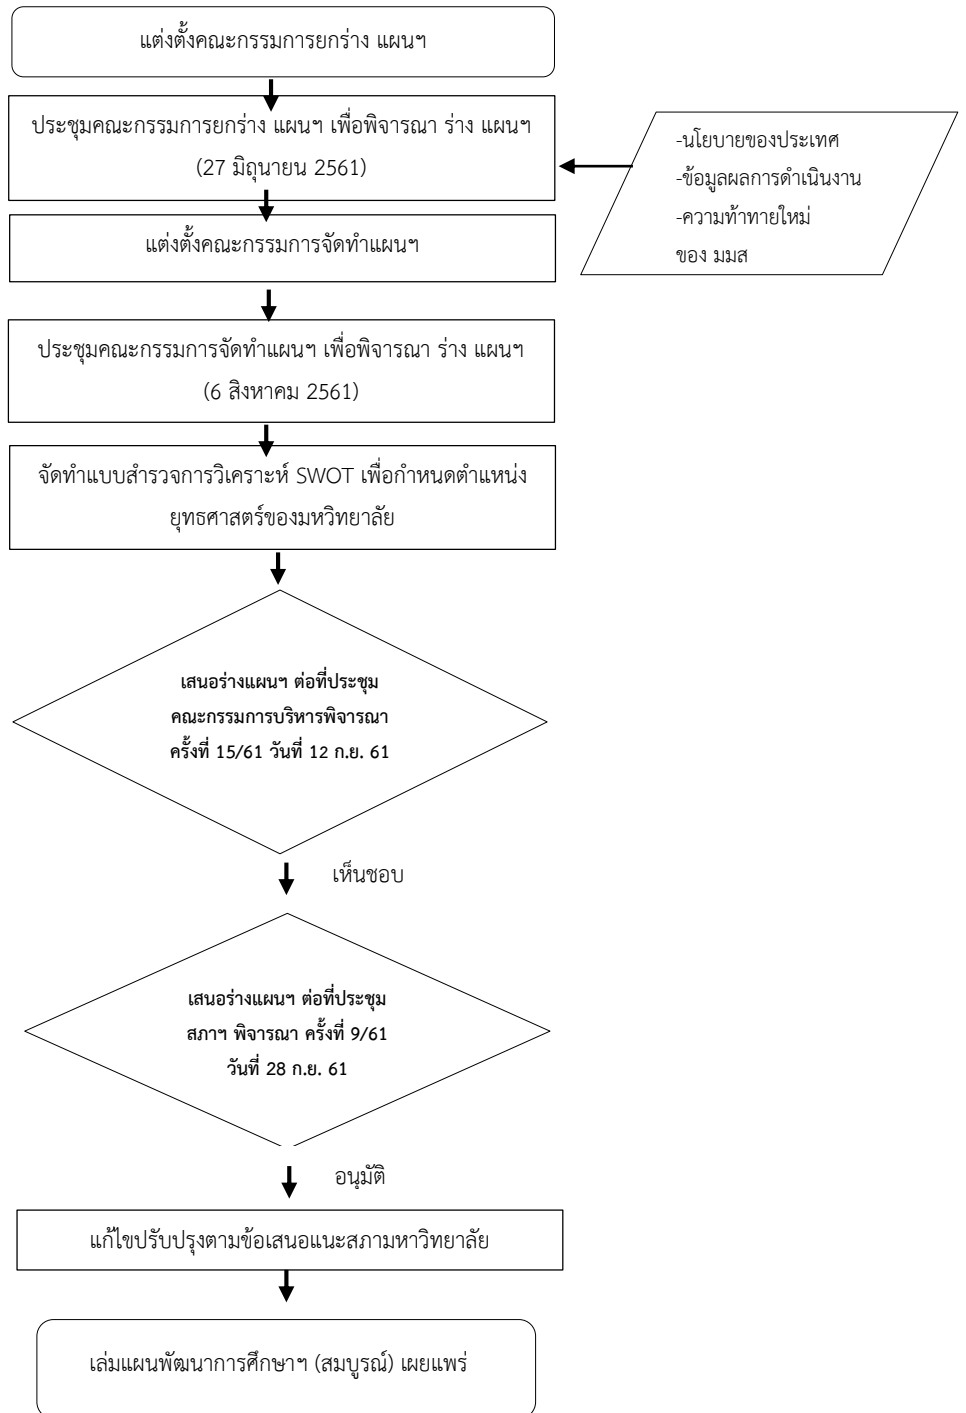 แต่งตั้งคณะกรรมการยกร่าง แผนฯ
ประชุมคณะกรรมการยกร่าง แผนฯ เพื่อพิจารณา ร่าง แผนฯ
(27 มิถุนายน 2561)
-นโยบายของประเทศ
-ข้อมูลผลการดำเนินงาน
-ความท้าทายใหม่
ของ มมส
แต่งตั้งคณะกรรมการจัดทำแผนฯ
ประชุมคณะกรรมการจัดทำแผนฯ เพื่อพิจารณา ร่าง แผนฯ
(6 สิงหาคม 2561)
จัดทำแบบสำรวจการวิเคราะห์ SWOT เพื่อกำหนดตำแหน่ง
ยุทธศาสตร์ของมหวิทยาลัย
เสนอร่างแผนฯ ต่อที่ประชุม
คณะกรรมการบริหารพิจารณา
ครั้งที่ 15/61 วันที่ 12 ก.ย. 61
เห็นชอบ
เสนอร่างแผนฯ ต่อที่ประชุม
สภาฯ พิจารณา ครั้งที่ 9/61
วันที่ 28 ก.ย. 61
อนุมัติ
แก้ไขปรับปรุงตามข้อเสนอแนะสภามหาวิทยาลัย
เล่มแผนพัฒนาการศึกษาฯ (สมบูรณ์) เผยแพร่